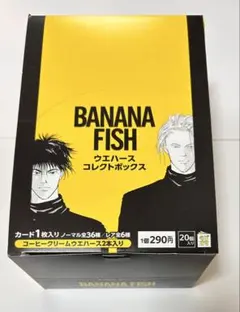 BANANA
FISH
ウエハース
コレクトボックス
カード1枚入り ノーマル全36種/レア全6種
コーヒークリームウエハース2本入り
1個290円
20個
入り